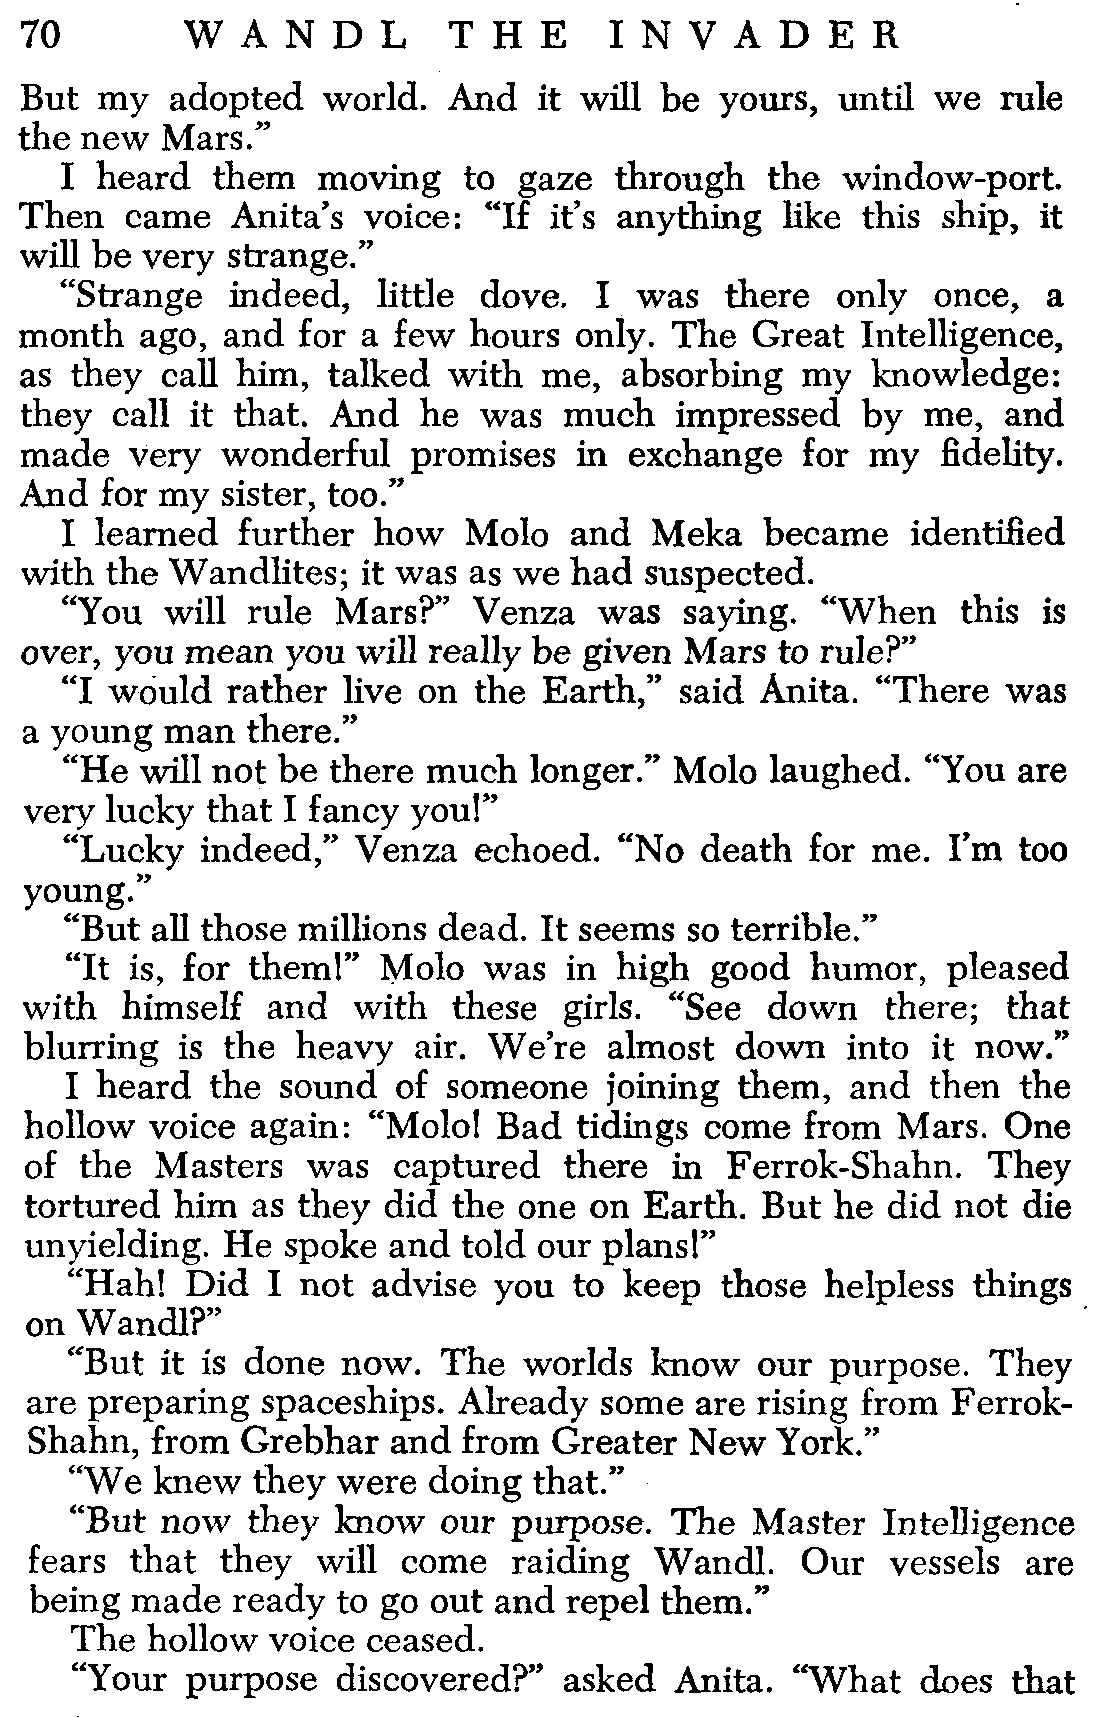 70 WANDL THE INVADER
But my adopted world. And it will be yours, until we rule
the new Mars.”
I heard them moving to gaze through the window-port.
Then came Anita’s voice: “If it’s anything like this ship, it
will be very strange.”
“Strange indeed, little dove. I was there only once, a
month ago, and for a few hours only. The Great Intelligence,
as they call him, talked with me, absorbing my knowledge:
they call it that. And he was much impressed by me, and
made very wonderful promises in exchange for my fidelity.
And for my sister, too.”
I learned further how Molo and Meka became identified
with the Wandlites; it was as we had suspected.
“You will rule Mars?” Venza was saying. “When this is
over, you mean you will really be given Mars to rule?”
“I would rather live on the Earth,” said Anita. “There was
a young man there.”
“He will not be there much longer.” Molo laughed. “You are
very lucky that I fancy you!”
“Lucky indeed,” Venza echoed. “No death for me. I’m too
young.”
“But all those millions dead. It seems so terrible.”
“It is, for them!” Molo was in high good humor, pleased
with himself and with these girls. “See down there; that
blurring is the heavy air. We’re almost down into it now.”
I heard the sound of someone joining them, and then the
hollow voice again: “Molo! Bad tidings come from Mars. One
of the Masters was captured there in Ferrok-Shahn. They
tortured him as they did the one on Earth. But he did not die
unyielding. He spoke and told our plans!”
“Hah! Did I not advise you to keep those helpless things
on Wandl?”
“But it is done now. The worlds know our purpose. They
are preparing spaceships. Already some are rising from Ferrok-
Shahn, from Grebhar and from Greater New York.”
“We knew they were doing that.”
“But now they know our purpose. The Master Intelligence
fears that they will come raiding Wandl. Our vessels are
being made ready to go out and repel them.”
The hollow voice ceased.
“Your purpose discovered?” asked Anita. “What does that